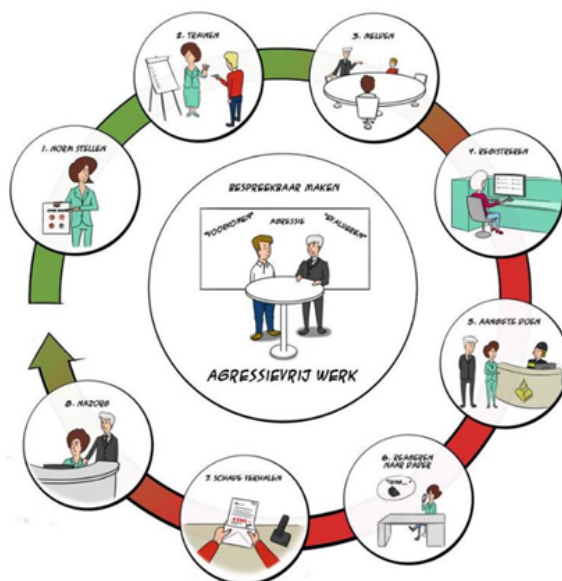 1. NORM STELLEN
2. TRAINEN
3. MELDEN
4. REGISTREREN
5. AANGIFTE DOEN
6. REAGEREN
NAAR DADER
7. SCHADE VERHALEN
8. NAZORG
BESPREEKBAAR MAKEN
"VOORKOMEN" AGRESSIE "EVALUEREN"
AGRESSIEVRIJ WERK